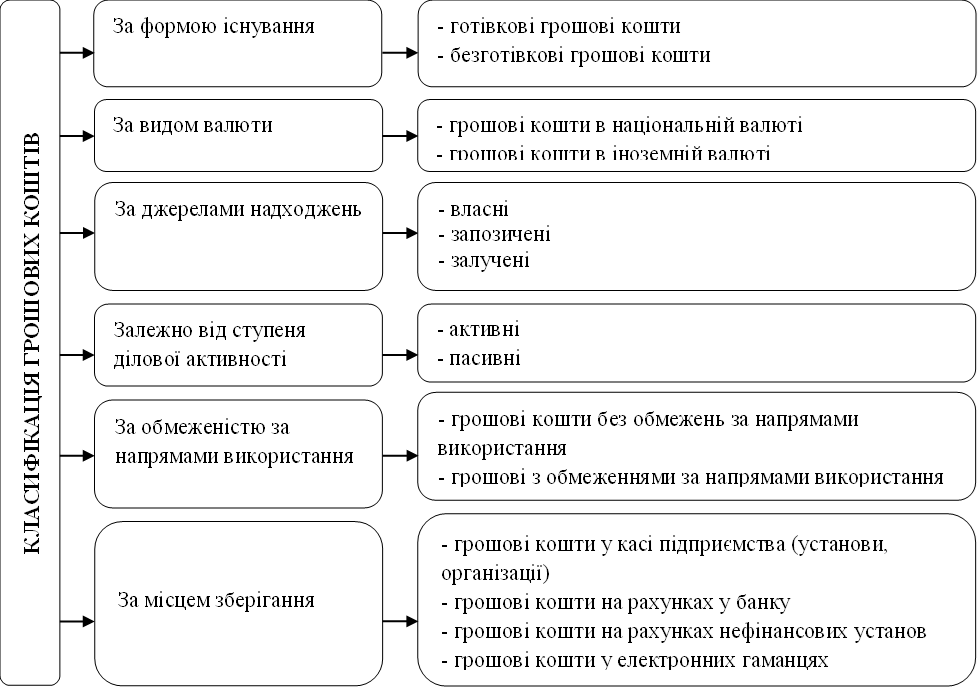 КЛАСИФІКАЦІЯ ГРОШОВИХ КОШТІВ
За формою існування
- готівкові грошові кошти
- безготівкові грошові кошти
За видом валюти
- грошові кошти в національній валюті
- грошові кошти в іноземній валюті
За джерелами надходжень
- власні
- запозичені
- залучені
Залежно від ступеня
ділової активності
- активні
- пасивні
За обмеженістю за
напрямами використання
- грошові кошти без обмежень за напрямами
використання
- грошові з обмеженнями за напрямами використання
За місцем зберігання
- грошові кошти у касі підприємства (установи,
організації)
- грошові кошти на рахунках у банку
- грошові кошти на рахунках нефінансових установ
- грошові кошти у електронних гаманцях